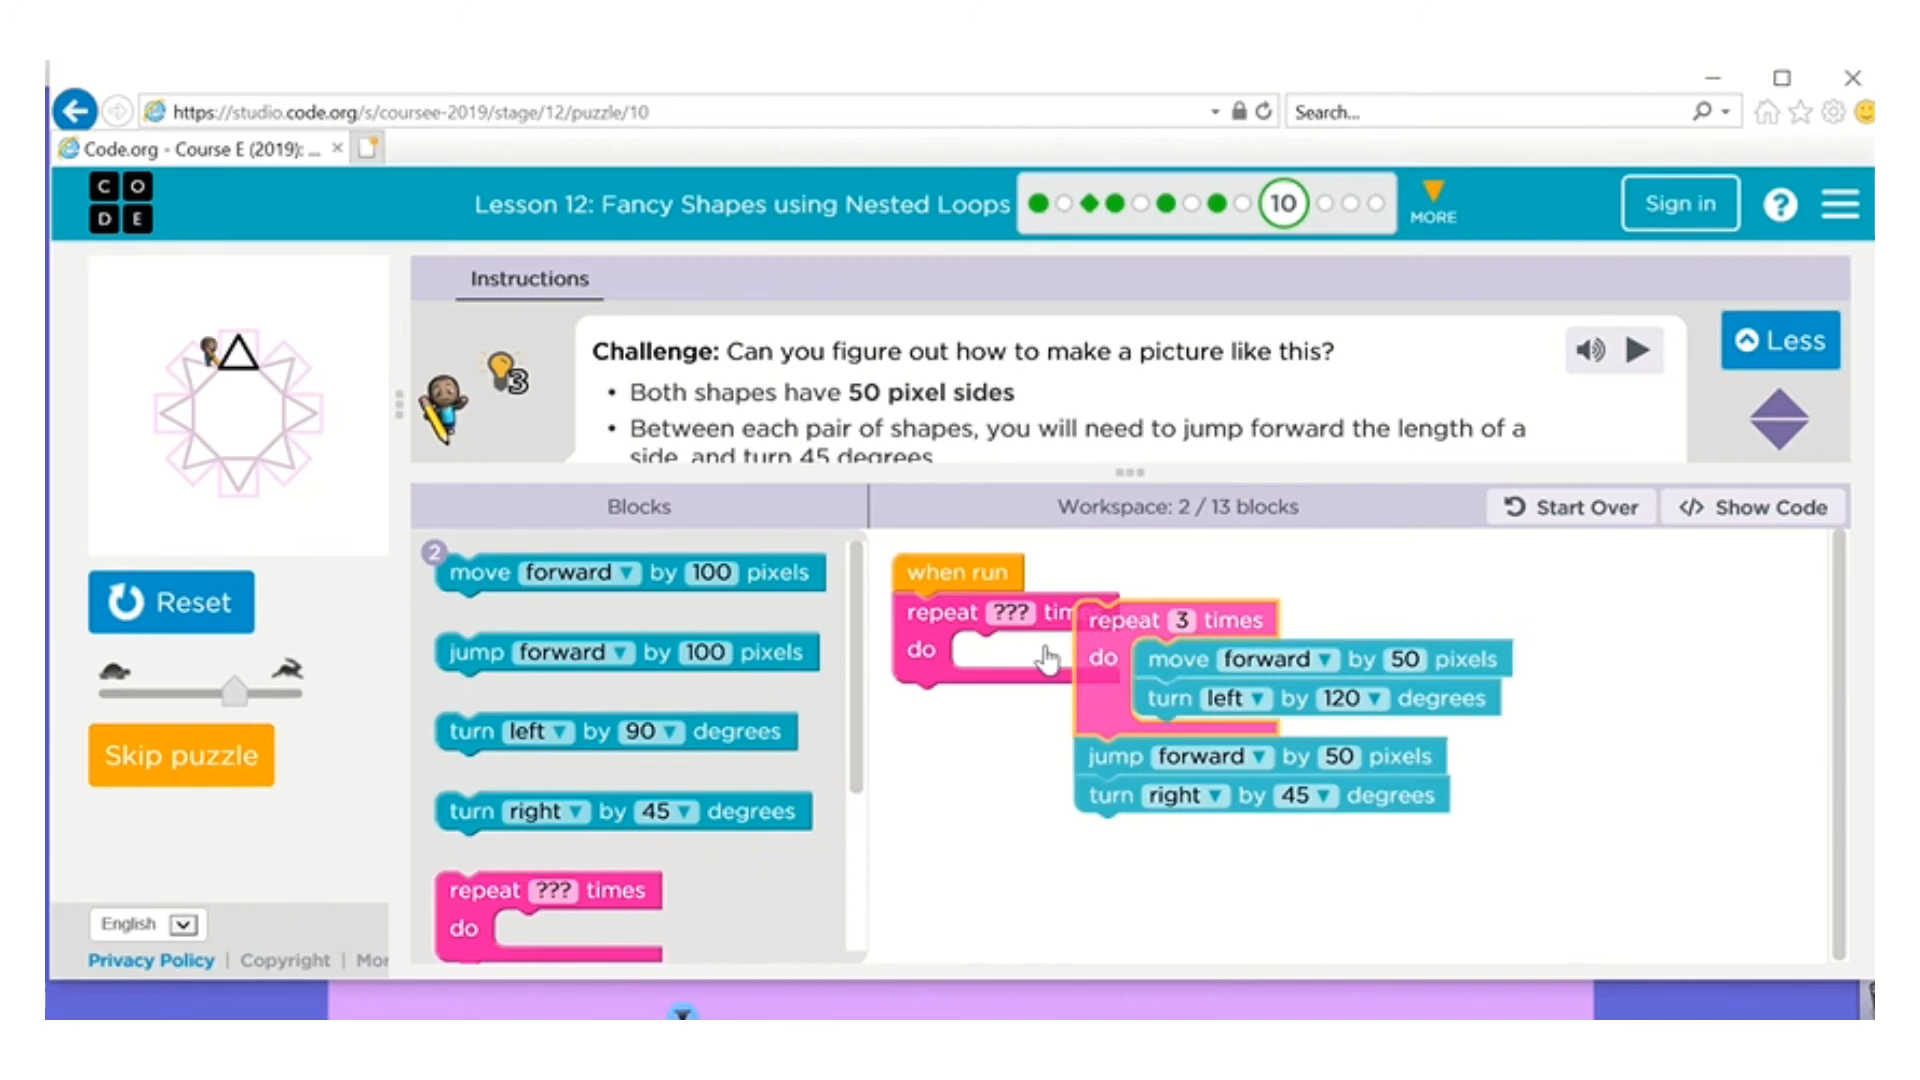 https://studio.code.org/s/coursee-2019/stage/12/puzzle/10
Search...
Code.org - Course E (2019): ...
C O
D E
Lesson 12: Fancy Shapes using Nested Loops
10
MORE
Sign in
?
Instructions
3
Challenge: Can you figure out how to make a picture like this?
• Both shapes have 50 pixel sides
• Between each pair of shapes, you will need to jump forward the length of a
side, and turn 45 degrees
Less
Blocks
Workspace: 2 / 13 blocks
Start Over
</> Show Code
2
move forward by 100 pixels
jump forward by 100 pixels
turn left by 90 degrees
turn right by 45 degrees
repeat ??? times
do
when run
repeat ??? tim
do
repeat 3 times
do
move forward by 50 pixels
turn left by 120 degrees
jump forward by 50 pixels
turn right by 45 degrees
Reset
Skip puzzle
English
Privacy Policy | Copyright | Mor